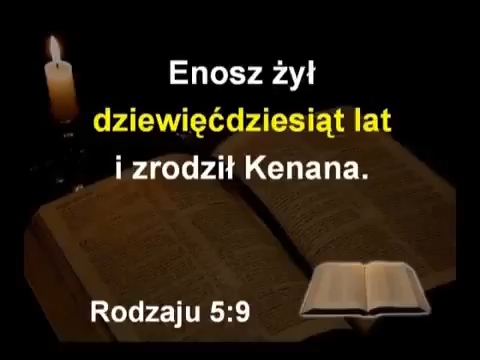 Enosz żył
dziewięćdziesiąt lat
i zrodził Kenana.
Rodzaju 5:9